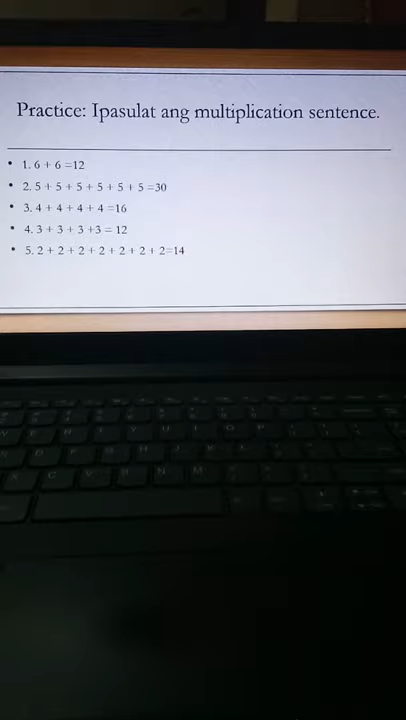 Practice: Ipasulat ang multiplication sentence.
• 1. 6 + 6 =12
• 2. 5 + 5 + 5 + 5 + 5 + 5 =30
• 3. 4 + 4 + 4 + 4 =16
• 4. 3 + 3 + 3 +3 = 12
• 5. 2 + 2 + 2 + 2 + 2 + 2 + 2=14